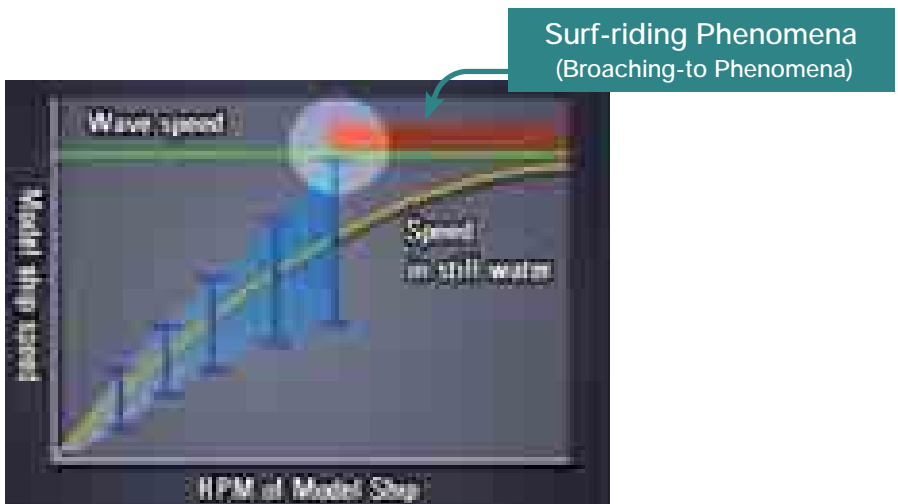 Surf-riding Phenomena
(Broaching-to Phenomena)
Wave speed
Speed
in still water
Model ship speed
RPM of Model Ship